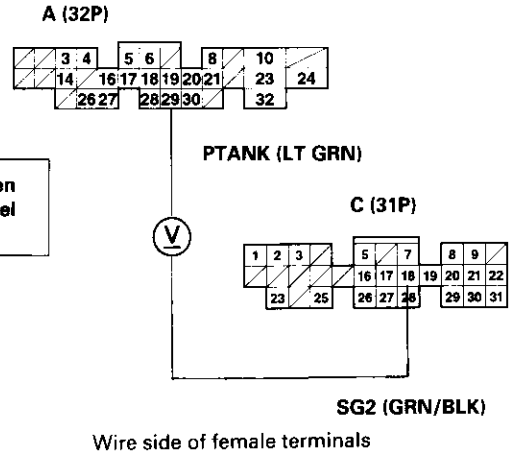 A (32P)
3 4 5 6 8 10
14 16 17 18 19 20 21 23 24
26 27 28 29 30 32
PTANK (LT GRN)
en
el
V
C (31P)
1 2 3 5 7 8 9
16 17 18 19 20 21 22
23 25 26 27 28 29 30 31
SG2 (GRN/BLK)
Wire side of female terminals